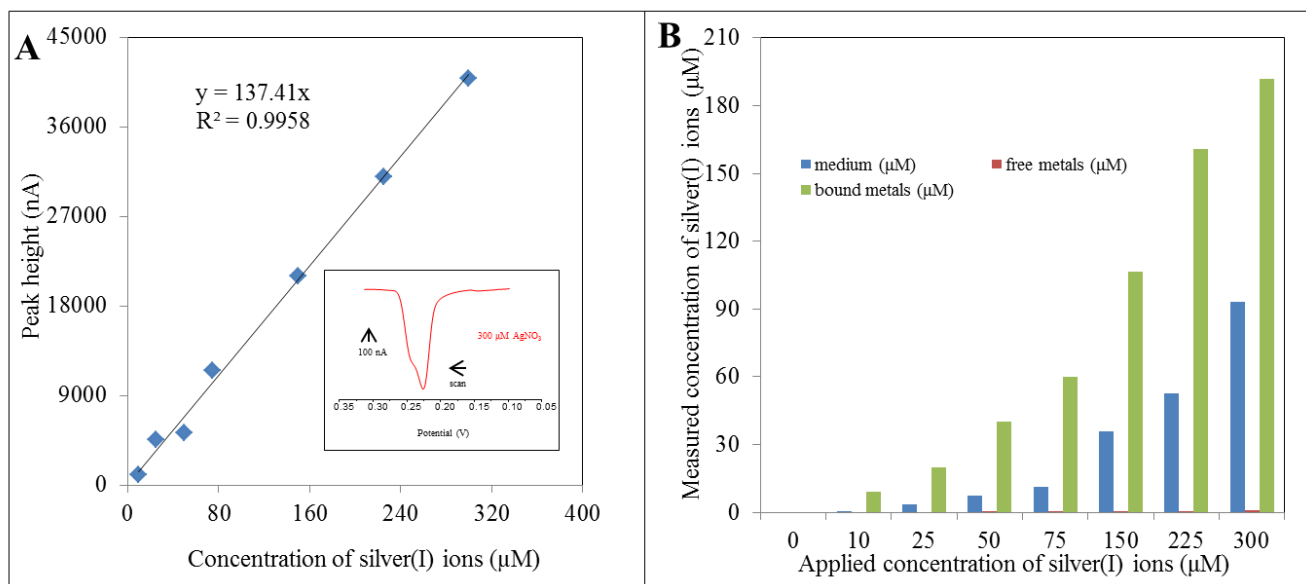 A
45000
36000
27000
18000
9000
0
y = 137.41x
R² = 0.9958
Peak height (nA)
300 µM AgNO₃
100 nA
scan
0.35 0.30 0.25 0.20 0.15 0.10 0.05
Potential (V)
0 80 160 240 320 400
Concentration of silver(I) ions (µM)
B
210
180
150
120
90
60
30
0
Measured concentration of silver(I) ions (µM)
medium (µM) free metals (µM)
bound metals (µM)
0 10 25 50 75 150 225 300
Applied concentration of silver(I) ions (µM)